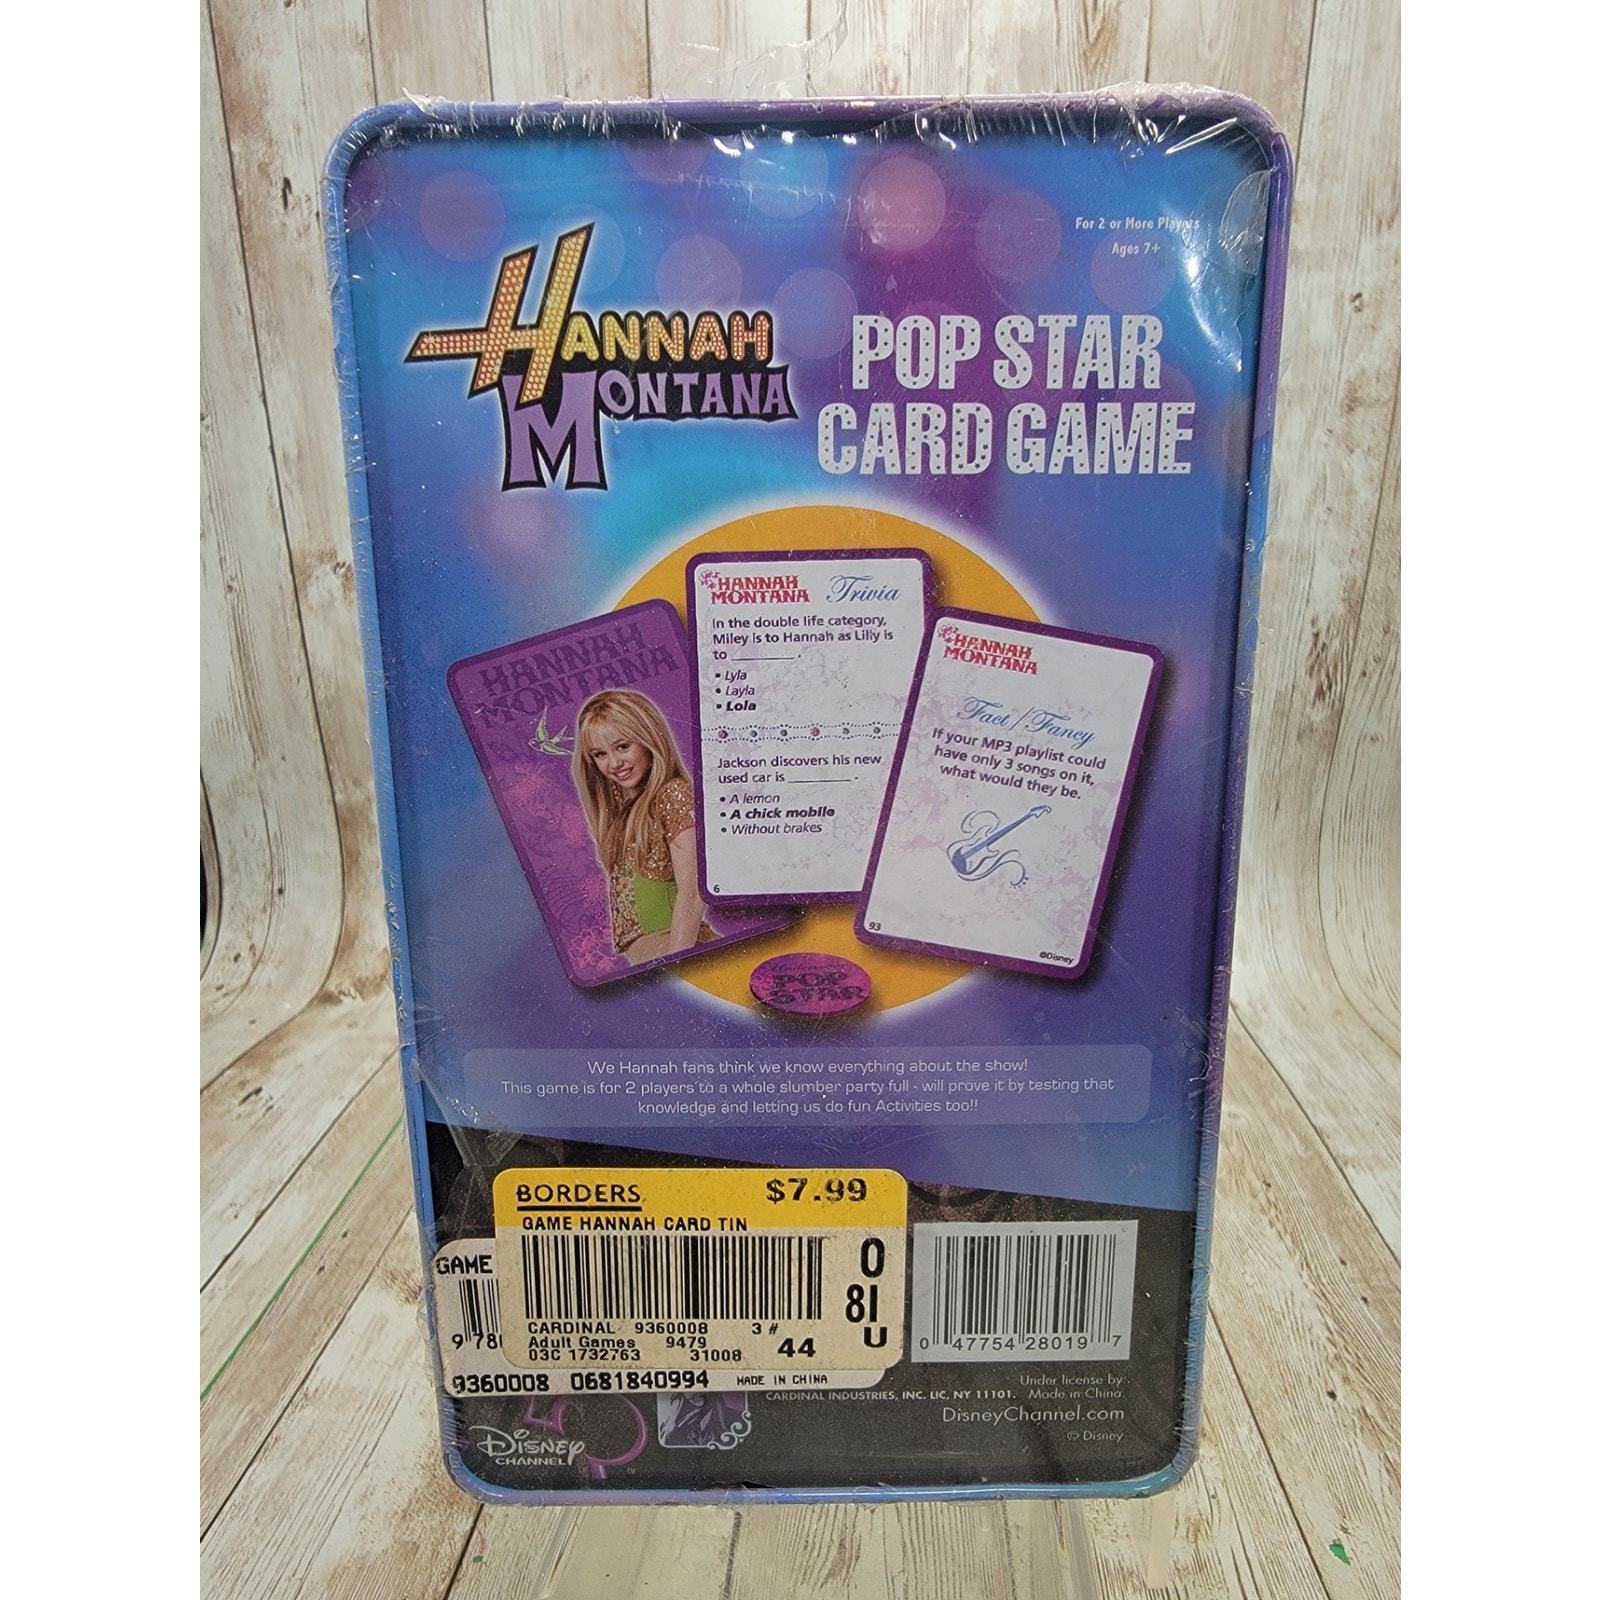 For 2 or More Players
Ages 7+
HANNAH
MONTANA
POP STAR
CARD GAME
HANNAH
MONTANA
HANNAH
MONTANA
Trivia
In the double life category,
Miley is to Hannah as Lilly is
to ________.
• Lyla
• Layla
• Lola
Jackson discovers his new
used car is ________.
• A lemon
• A chick mobile
• Without brakes
6
HANNAH
MONTANA
Fact / Fancy
If your MP3 playlist could
have only 3 songs on it,
what would they be.
93
©Disney
POP
STAR
We Hannah fans think we know everything about the show!
This game is for 2 players to a whole slumber party full - will prove it by testing that
knowledge and letting us do fun Activities too!!
BORDERS
$7.99
GAME HANNAH CARD TIN
CARDINAL 9360008 3#
Adult Games 9479
03C 1732763 31008 44
0
81
U
GAME
9 78
9360008 0681840994 MADE IN CHINA
0 47754 28019 7
Under license by:
CARDINAL INDUSTRIES, INC. LIC, NY 11101. Made in China.
DisneyChannel.com
© Disney
DISNEY
CHANNEL